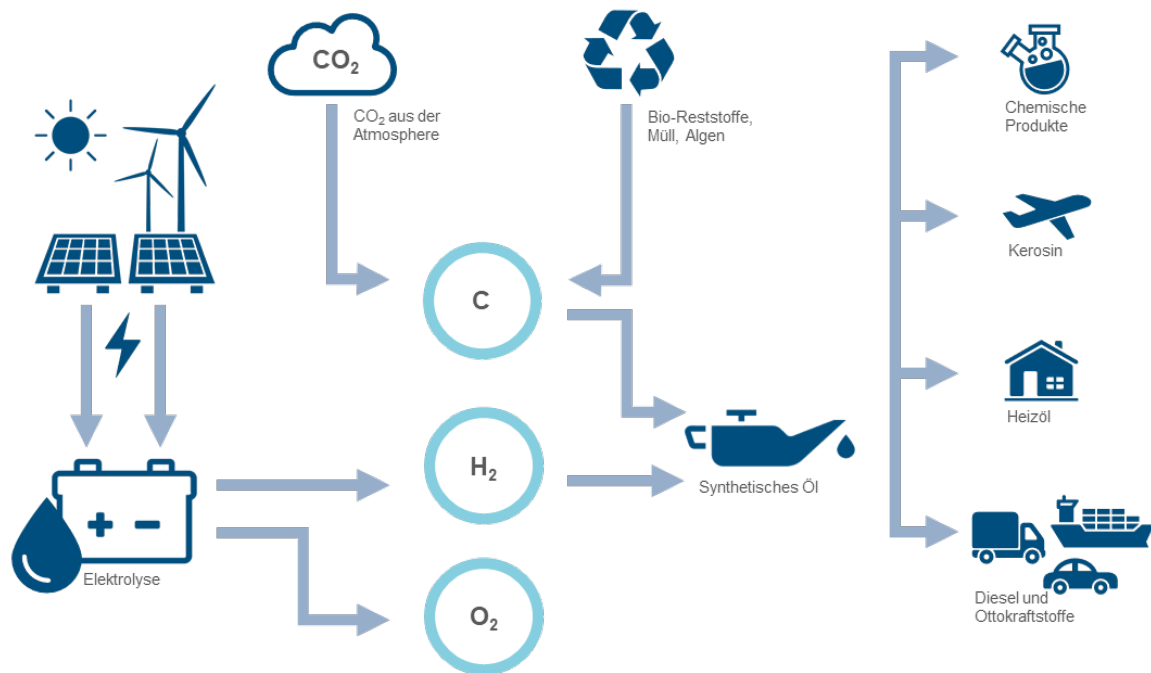 CO₂
CO₂ aus der
Atmosphere
Bio-Reststoffe,
Müll, Algen
Chemische
Produkte
Kerosin
C
Heizöl
H₂
Synthetisches Öl
+ -
Elektrolyse
O₂
Diesel und
Ottokraftstoffe